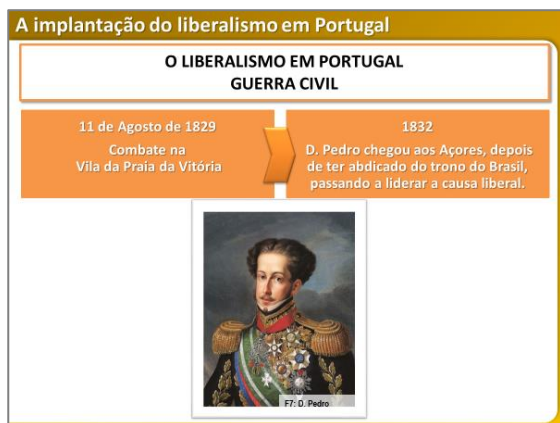 A implantação do liberalismo em Portugal
O LIBERALISMO EM PORTUGAL
GUERRA CIVIL
11 de Agosto de 1829
Combate na
Vila da Praia da Vitória
1832
D. Pedro chegou aos Açores, depois
de ter abdicado do trono do Brasil,
passando a liderar a causa liberal.
F7: D. Pedro